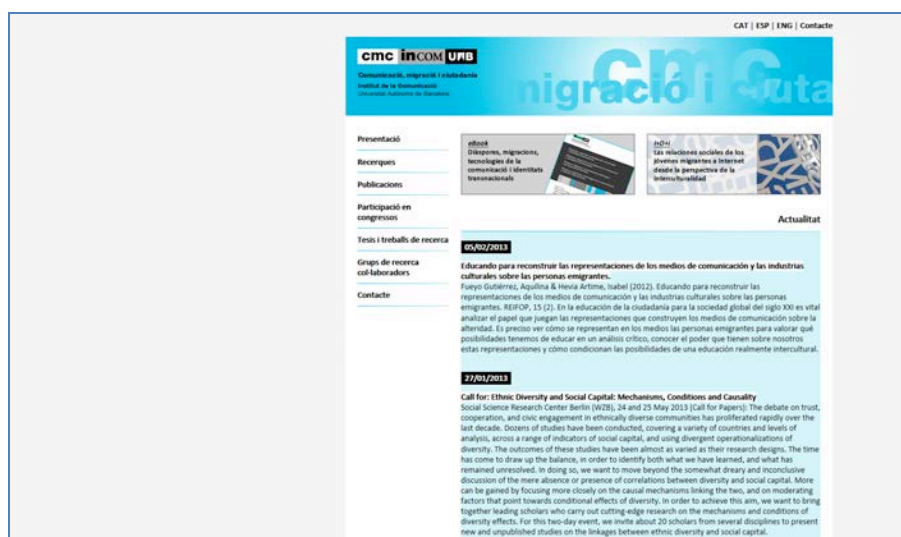 CAT | ESP | ENG | Contacte
cmc inCOM UAB
Comunicació, migració i ciutadania
Institut de la Comunicació
Universitat Autònoma de Barcelona
cmc
migració i ciuta
Presentació
Recerques
Publicacions
Participació en
congressos
Tesis i treballs de recerca
Grups de recerca
col·laboradors
Contacte
eBook
Diàspores, migracions,
tecnologies de la
comunicació i identitats
transnacionals
I+D+i
Las relaciones sociales de los
jóvenes migrantes a Internet
desde la perspectiva de la
interculturalidad
Actualitat
05/02/2013
Educando para reconstruir las representaciones de los medios de comunicación y las industrias
culturales sobre las personas emigrantes.
Fueyo Gutiérrez, Aquilina & Hevia Artime, Isabel (2012). Educando para reconstruir las
representaciones de los medios de comunicación y las industrias culturales sobre las personas
emigrantes. REIFOP, 15 (2). En la educación de la ciudadanía para la sociedad global del siglo XXI es vital
analizar el papel que juegan las representaciones que construyen los medios de comunicación sobre la
alteridad. Es preciso ver cómo se representan en los medios las personas emigrantes para valorar qué
posibilidades tenemos de educar en un análisis crítico, conocer el poder que tienen sobre nosotros
estas representaciones y cómo condicionan las posibilidades de una educación realmente intercultural.
27/01/2013
Call for: Ethnic Diversity and Social Capital: Mechanisms, Conditions and Causality
Social Science Research Center Berlin (WZB), 24 and 25 May 2013 (Call for Papers): The debate on trust,
cooperation, and civic engagement in ethnically diverse communities has proliferated rapidly over the
last decade. Dozens of studies have been conducted, covering a variety of countries and levels of
analysis, across a range of indicators of social capital, and using divergent operationalizations of
diversity. The outcomes of these studies have been almost as varied as their research designs. The time
has come to draw up the balance, in order to identify both what we have learned, and what has
remained unresolved. In doing so, we want to move beyond the somewhat dreary and inconclusive
discussion of the mere absence or presence of correlations between diversity and social capital. More
can be gained by focusing more closely on the causal mechanisms linking the two, and on moderating
factors that point towards conditional effects of diversity. In order to achieve this aim, we want to bring
together leading scholars who carry out cutting-edge research on the mechanisms and conditions of
diversity effects. For this two-day event, we invite about 20 scholars from several disciplines to present
new and unpublished studies on the linkages between ethnic diversity and social capital.